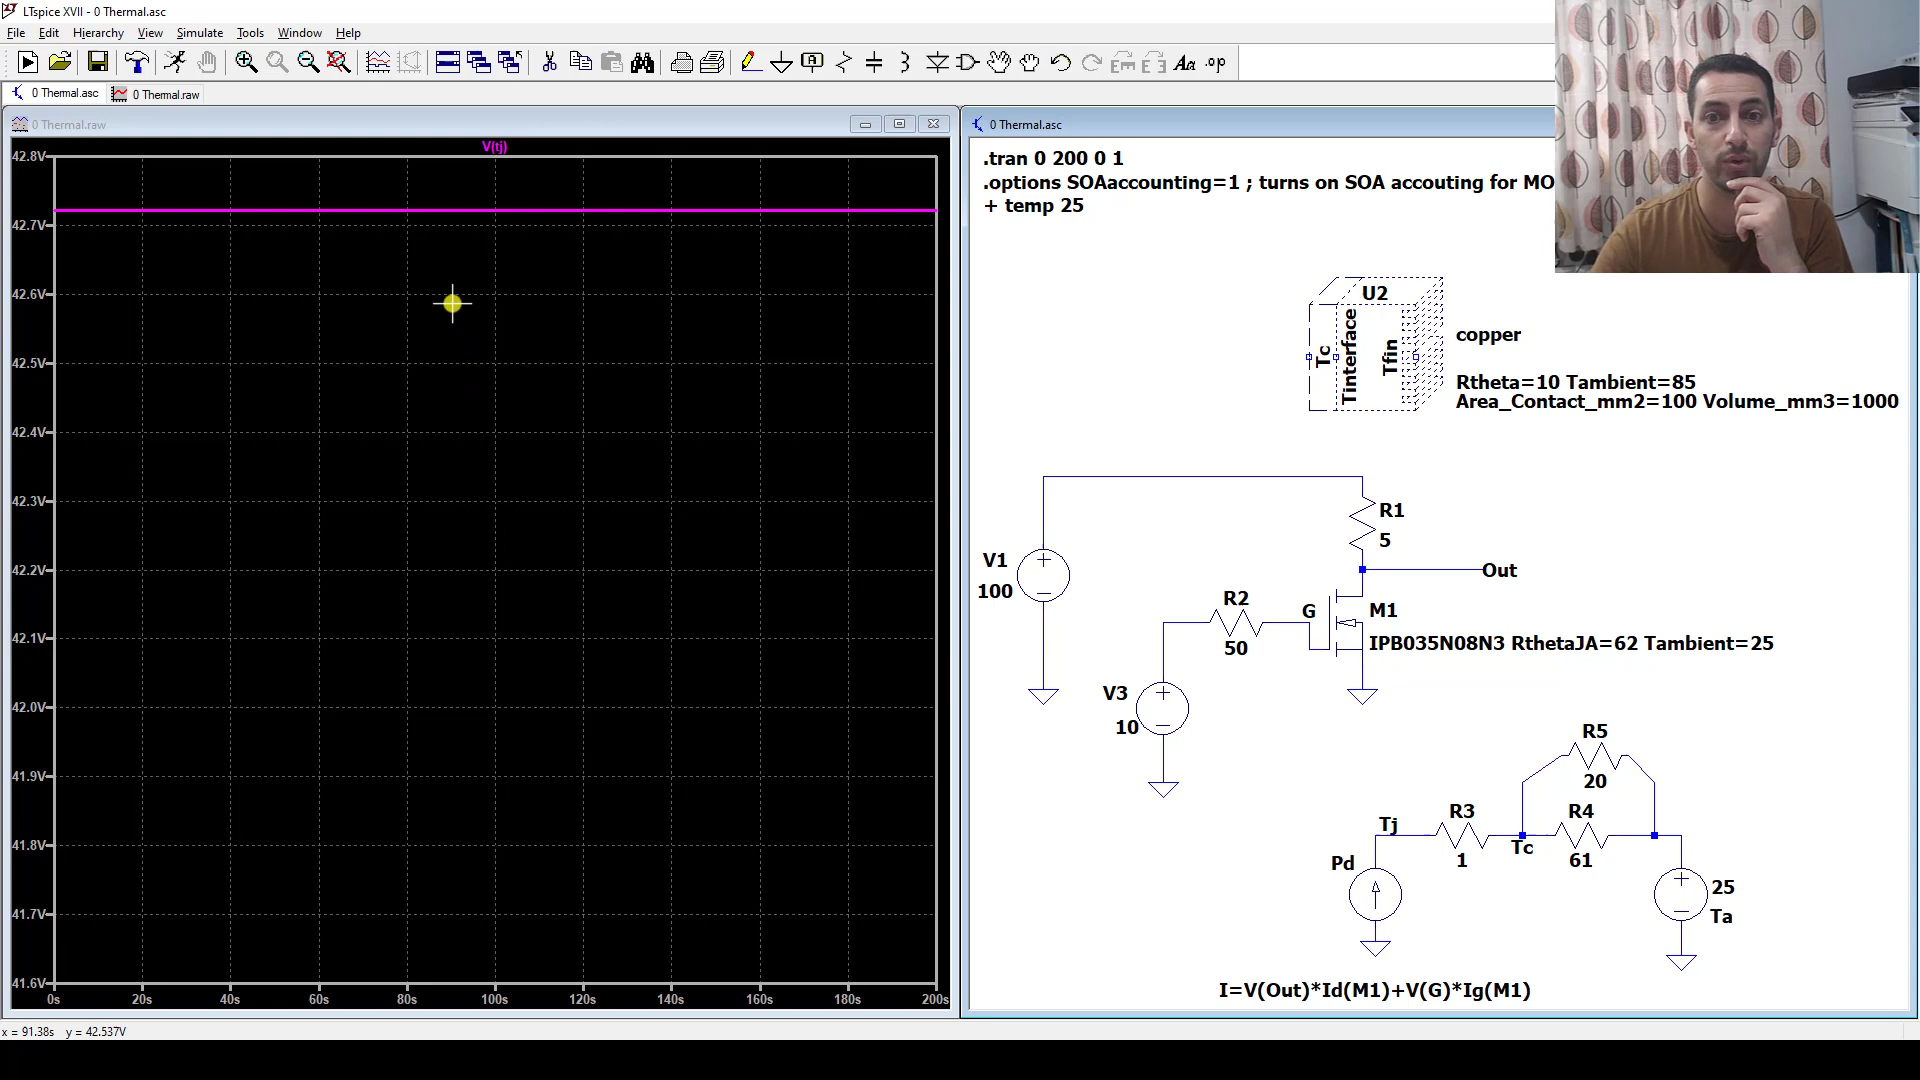 LTspice XVII - 0 Thermal.asc
File Edit Hierarchy View Simulate Tools Window Help
0 Thermal.asc 0 Thermal.raw
0 Thermal.raw
V(tj)
42.8V
42.7V
42.6V
42.5V
42.4V
42.3V
42.2V
42.1V
42.0V
41.9V
41.8V
41.7V
41.6V
0s 20s 40s 60s 80s 100s 120s 140s 160s 180s 200s
0 Thermal.asc
.tran 0 200 0 1
.options SOAaccounting=1 ; turns on SOA accouting for MO
+ temp 25
U2
Tc
Tinterface
Tfin
copper
Rtheta=10 Tambient=85
Area_Contact_mm2=100 Volume_mm3=1000
R1
5
V1
100
Out
R2
50
G
M1
IPB035N08N3 RthetaJA=62 Tambient=25
V3
10
R5
20
Tj
R3
1
Tc
R4
61
Pd
25
Ta
I=V(Out)*Id(M1)+V(G)*Ig(M1)
x = 91.38s y = 42.537V